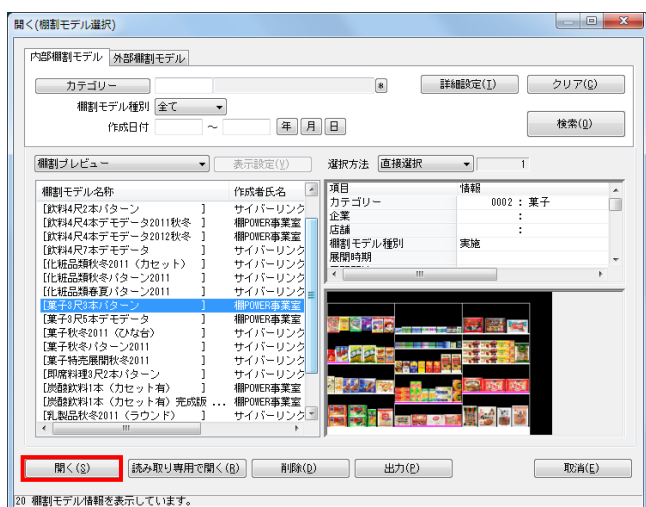 開く(棚割モデル選択)
内部棚割モデル 外部棚割モデル
カテゴリー * 詳細設定(I) クリア(C)
棚割モデル種別 全て
作成日付 ～ 年 月 日 検索(Q)
棚割プレビュー 表示設定(V) 選択方法 直接選択 1
棚割モデル名称 作成者氏名
[飲料4尺2本パターン ] サイバーリンク
[飲料4尺4本デモデータ2011秋冬 ] 棚POWER事業室
[飲料4尺4本デモデータ2012秋冬 ] 棚POWER事業室
[飲料4尺7本デモデータ ] サイバーリンク
[化粧品類秋冬2011（カセット） ] サイバーリンク
[化粧品類秋冬パターン2011 ] サイバーリンク
[化粧品類春夏パターン2011 ] サイバーリンク
[菓子3尺3本パターン ] 棚POWER事業室
[菓子3尺5本デモデータ ] 棚POWER事業室
[菓子秋冬2011（ひな台） ] サイバーリンク
[菓子秋冬パターン2011 ] サイバーリンク
[菓子特売展開秋冬2011 ] サイバーリンク
[即席料理3尺2本パターン ] サイバーリンク
[炭酸飲料1本（カセット有） ] 棚POWER事業室
[炭酸飲料1本（カセット有）完成版 ... 棚POWER事業室
[乳製品秋冬2011（ラウンド） ] サイバーリンク
項目 情報
カテゴリー 0002 : 菓子
企業 :
店舗 :
棚割モデル種別 実施
展開時期
開く(S) 読み取り専用で開く(R) 削除(D) 出力(P) 取消(E)
20 棚割モデル情報を表示しています。